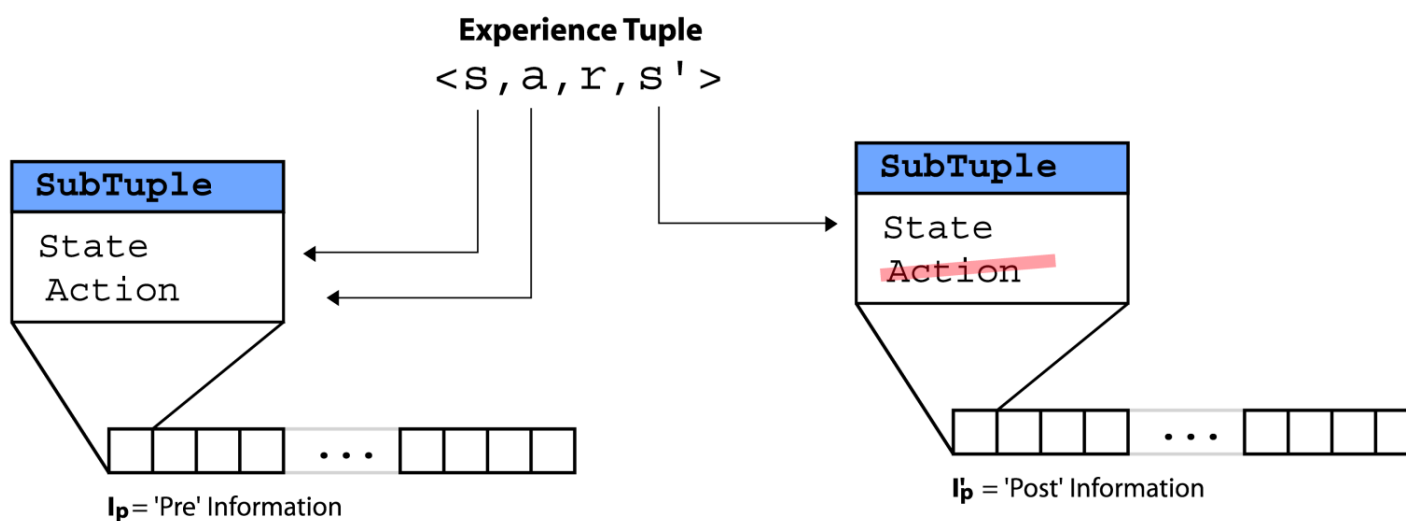 Experience Tuple
<s,a,r,s'>
SubTuple
State
Action
...
Ip = 'Pre' Information
SubTuple
State
Action
...
I'p = 'Post' Information